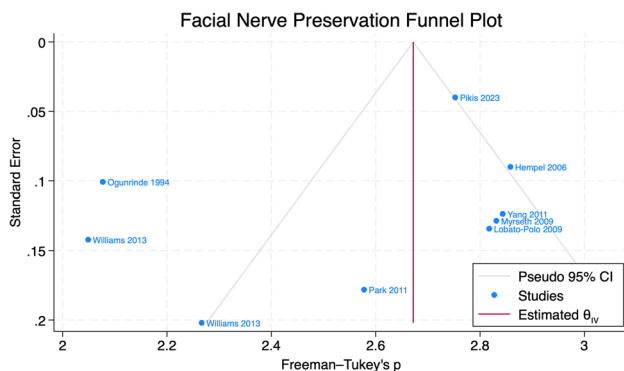 Facial Nerve Preservation Funnel Plot
Standard Error
0
.05
.1
.15
.2
Pikis 2023
Hempel 2006
Ogunrinde 1994
Yang 2011
Myrseth 2009
Lobato-Polo 2009
Williams 2013
Park 2011
Williams 2013
Pseudo 95% CI
Studies
Estimated θIV
2 2.2 2.4 2.6 2.8 3
Freeman–Tukey's p